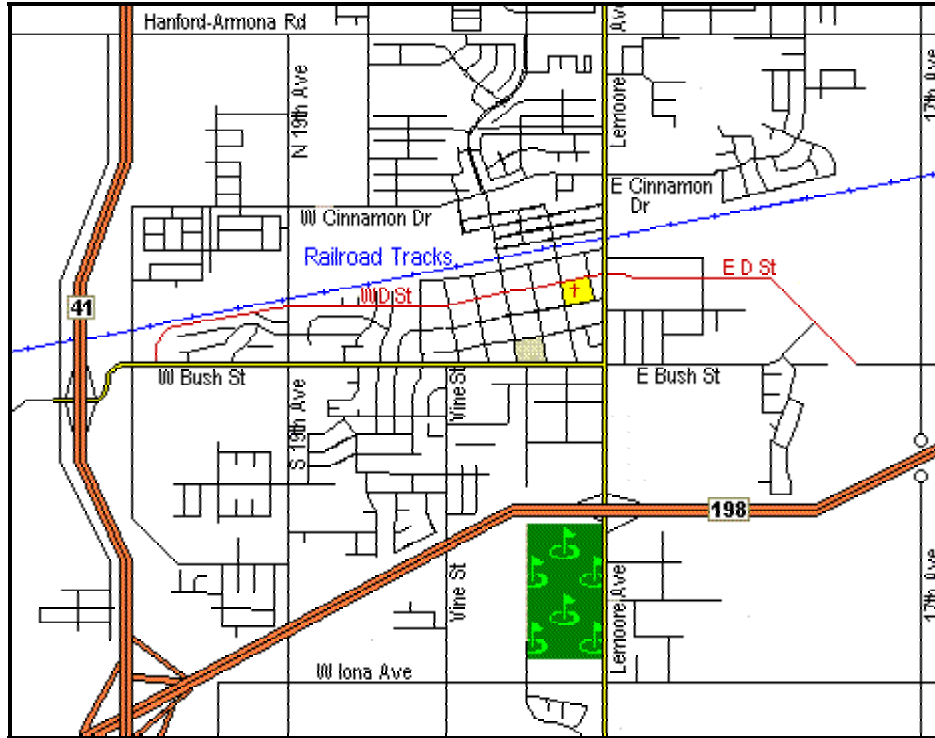 Hanford-Armona Rd
N 19th Ave
Ave
Lemoore
17th Ave
E Cinnamon
Dr
W Cinnamon Dr
Railroad Tracks
E D St
W D St
41
W Bush St
E Bush St
Vine St
S 19th Ave
198
Vine St
Lemoore Ave
17th Ave
W Iona Ave